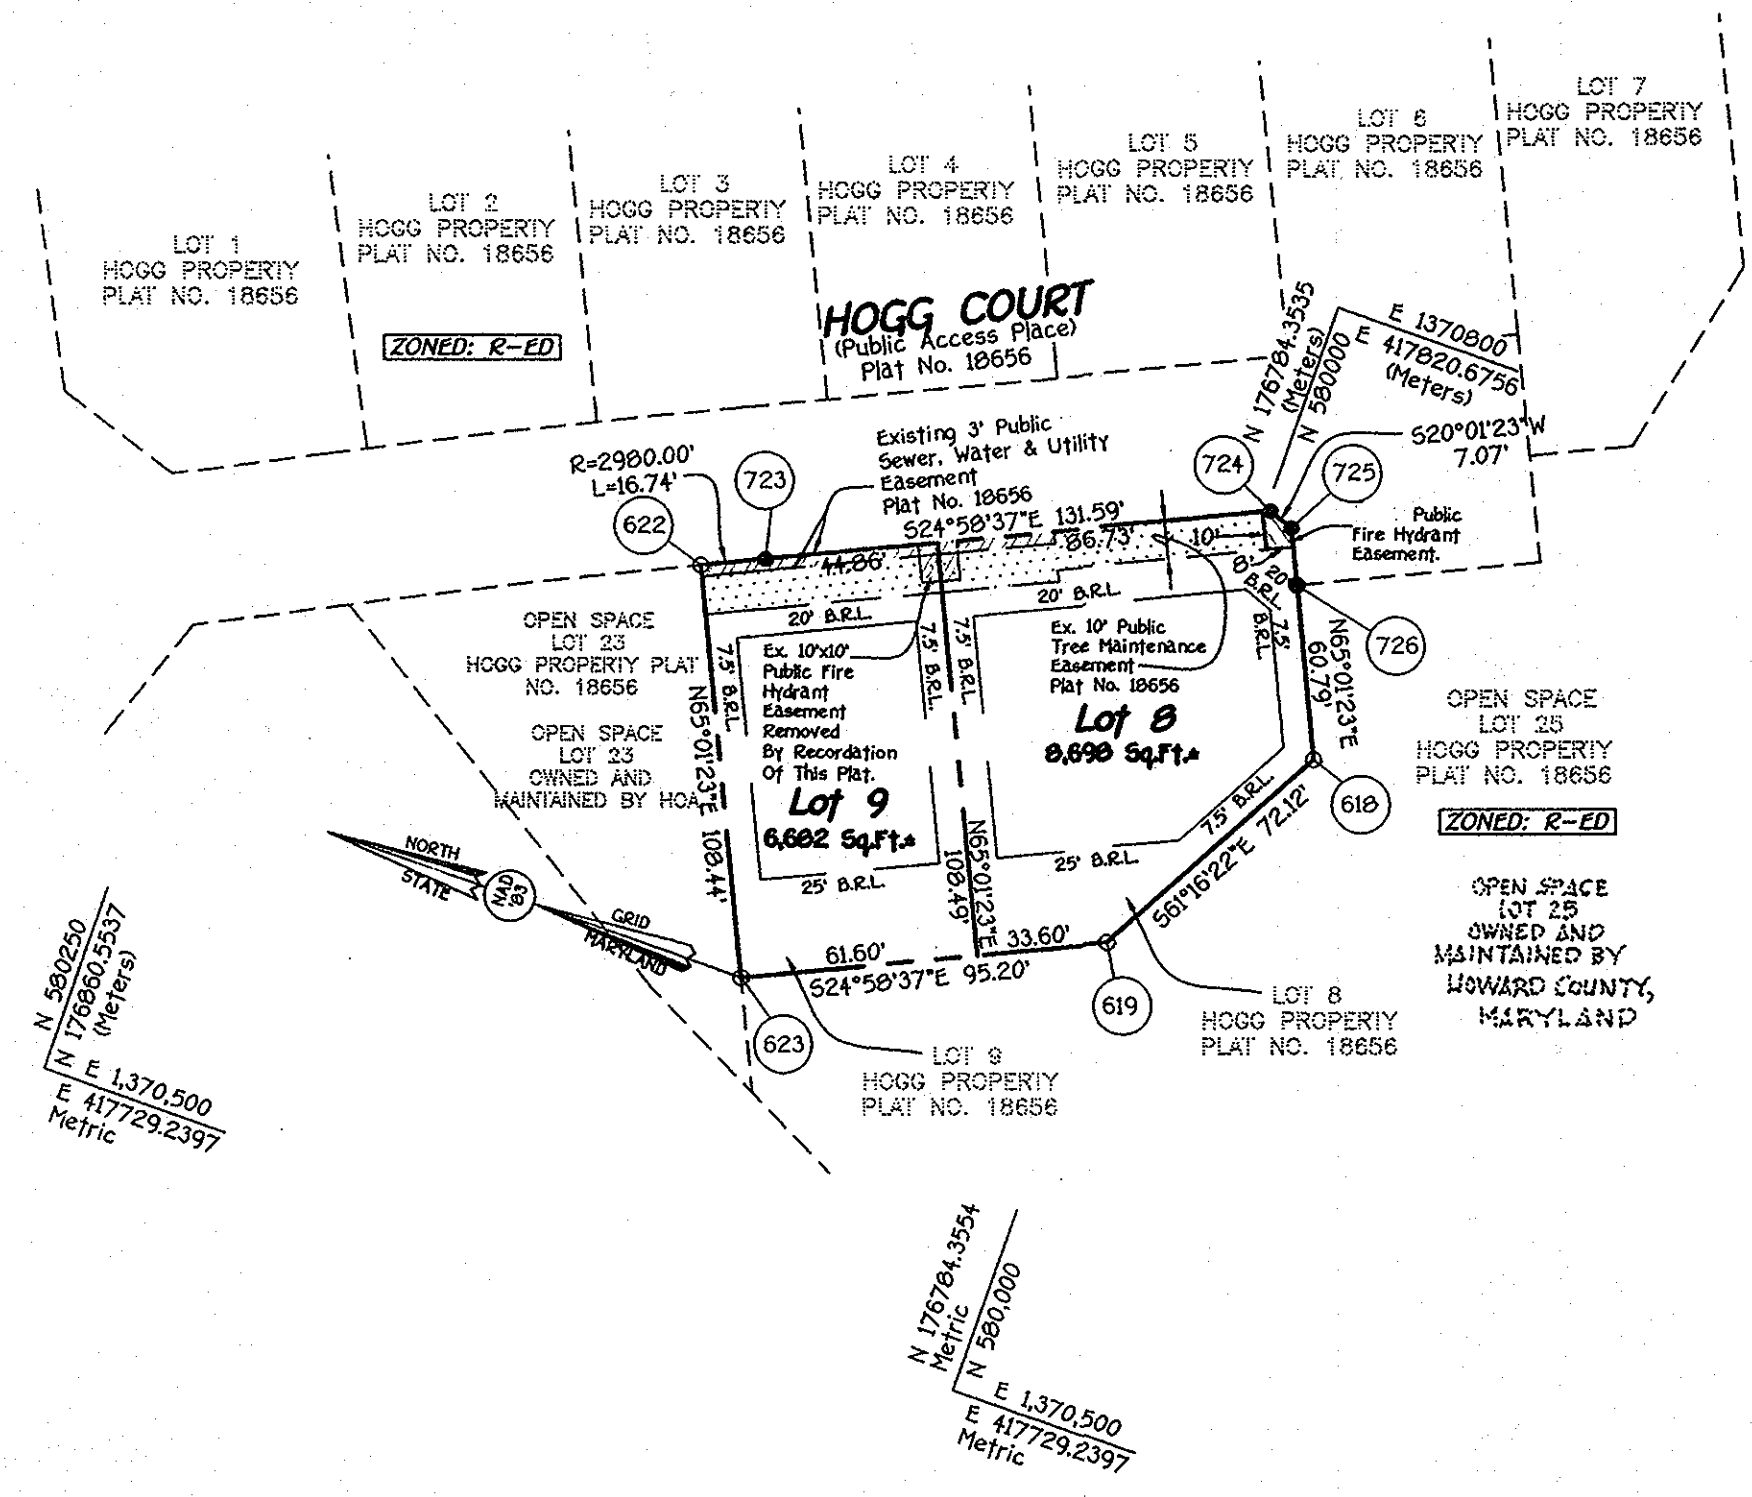 LOT 1
HOGG PROPERTY
PLAT NO. 18656
LOT 2
HOGG PROPERTY
PLAT NO. 18656
LOT 3
HOGG PROPERTY
PLAT NO. 18656
LOT 4
HOGG PROPERTY
PLAT NO. 18656
LOT 5
HOGG PROPERTY
PLAT NO. 18656
LOT 6
HOGG PROPERTY
PLAT NO. 18656
LOT 7
HOGG PROPERTY
PLAT NO. 18656
ZONED: R-ED
HOGG COURT
(Public Access Place)
Plat No. 18656
N 176784.3535
(Meters)
N 580000
E 1370800
E 417820.6756
(Meters)
S20°01'23"W
7.07'
R=2980.00'
L=16.74'
622
723
Existing 3' Public
Sewer, Water & Utility
Easement
Plat No. 18656
S24°58'37"E 131.59'
44.86'
86.73'
724
725
10'
8'
Public
Fire Hydrant
Easement.
20'
B.R.L.
726
20' B.R.L.
20' B.R.L.
7.5' B.R.L.
7.5' B.R.L.
7.5' B.R.L.
7.5'
B.R.L.
N65°01'23"E
60.79'
OPEN SPACE
LOT 23
HOGG PROPERTY PLAT
NO. 18656
OPEN SPACE
LOT 23
OWNED AND
MAINTAINED BY HOA
N65°01'23"E 108.44'
Ex. 10'x10'
Public Fire
Hydrant
Easement
Removed
By Recordation
Of This Plat.
Lot 9
6,682 Sq.Ft.±
25' B.R.L.
Ex. 10' Public
Tree Maintenance
Easement
Plat No. 18656
Lot 8
8,698 Sq.Ft.±
25' B.R.L.
7.5' B.R.L.
N65°01'23"E
108.49'
S61°16'22"E 72.12'
618
OPEN SPACE
LOT 25
HOGG PROPERTY
PLAT NO. 18656
ZONED: R-ED
OPEN SPACE
LOT 25
OWNED AND
MAINTAINED BY
HOWARD COUNTY,
MARYLAND
NORTH
STATE
NAD
'83
GRID
MARYLAND
61.60'
33.60'
S24°58'37"E 95.20'
619
623
LOT 9
HOGG PROPERTY
PLAT NO. 18656
LOT 8
HOGG PROPERTY
PLAT NO. 18656
N 580250
N 176860.5537
(Meters)
E 1,370,500
E 417729.2397
Metric
N 176784.3554
Metric
N 580,000
E 1,370,500
E 417729.2397
Metric